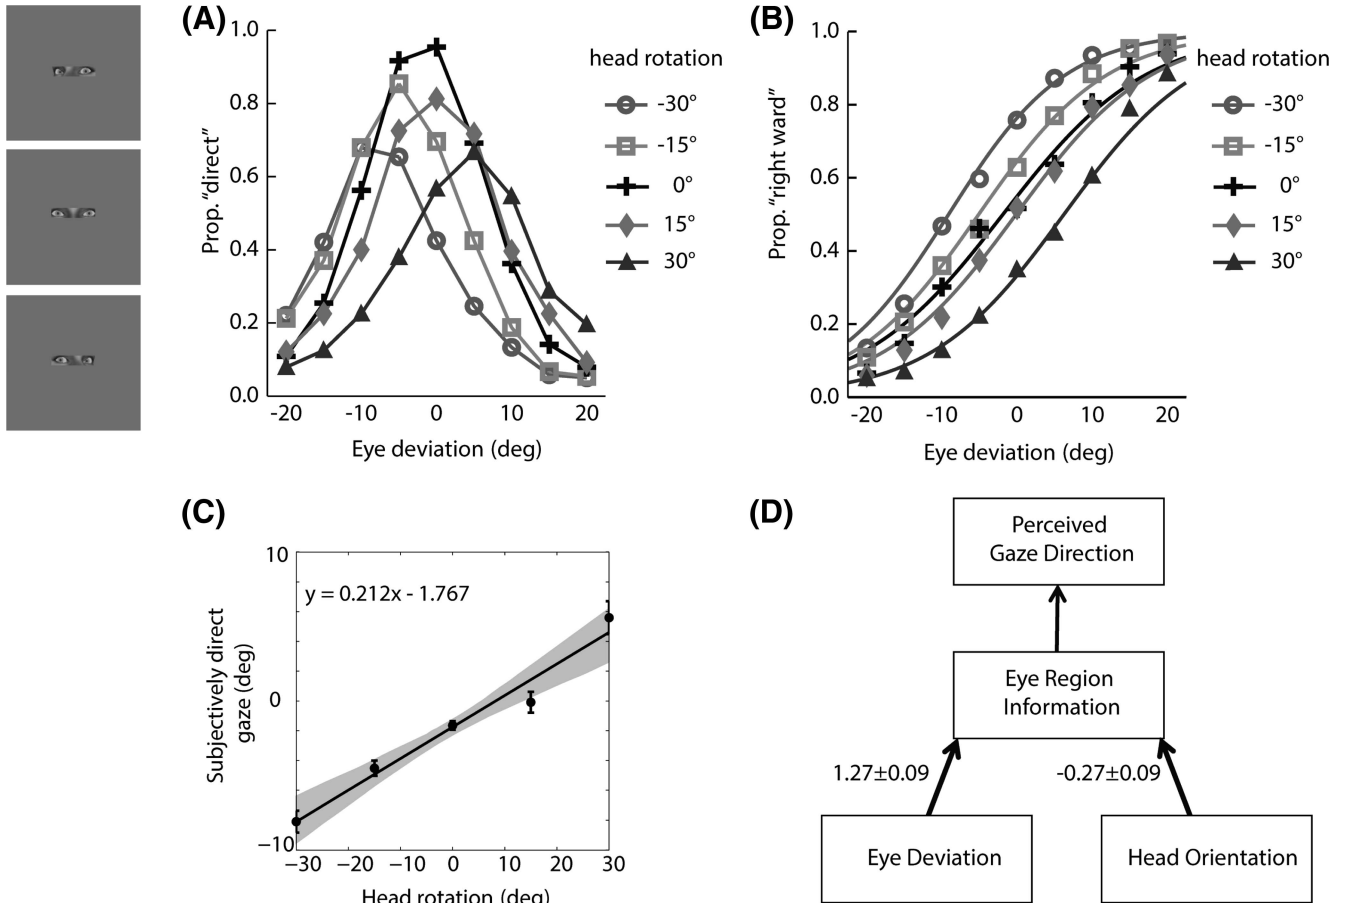 (A)
1.0
0.8
0.6
0.4
0.2
0.0
Prop. “direct”
-20
-10
0
10
20
Eye deviation (deg)
head rotation
-30°
-15°
0°
15°
30°
(B)
1.0
0.8
0.6
0.4
0.2
0.0
Prop. “right ward”
-20
-10
0
10
20
Eye deviation (deg)
head rotation
-30°
-15°
0°
15°
30°
(C)
10
0
−10
Subjectively direct
gaze (deg)
y = 0.212x - 1.767
−30
−20
−10
0
10
20
30
Head rotation (deg)
(D)
Perceived
Gaze Direction
Eye Region
Information
1.27±0.09
-0.27±0.09
Eye Deviation
Head Orientation